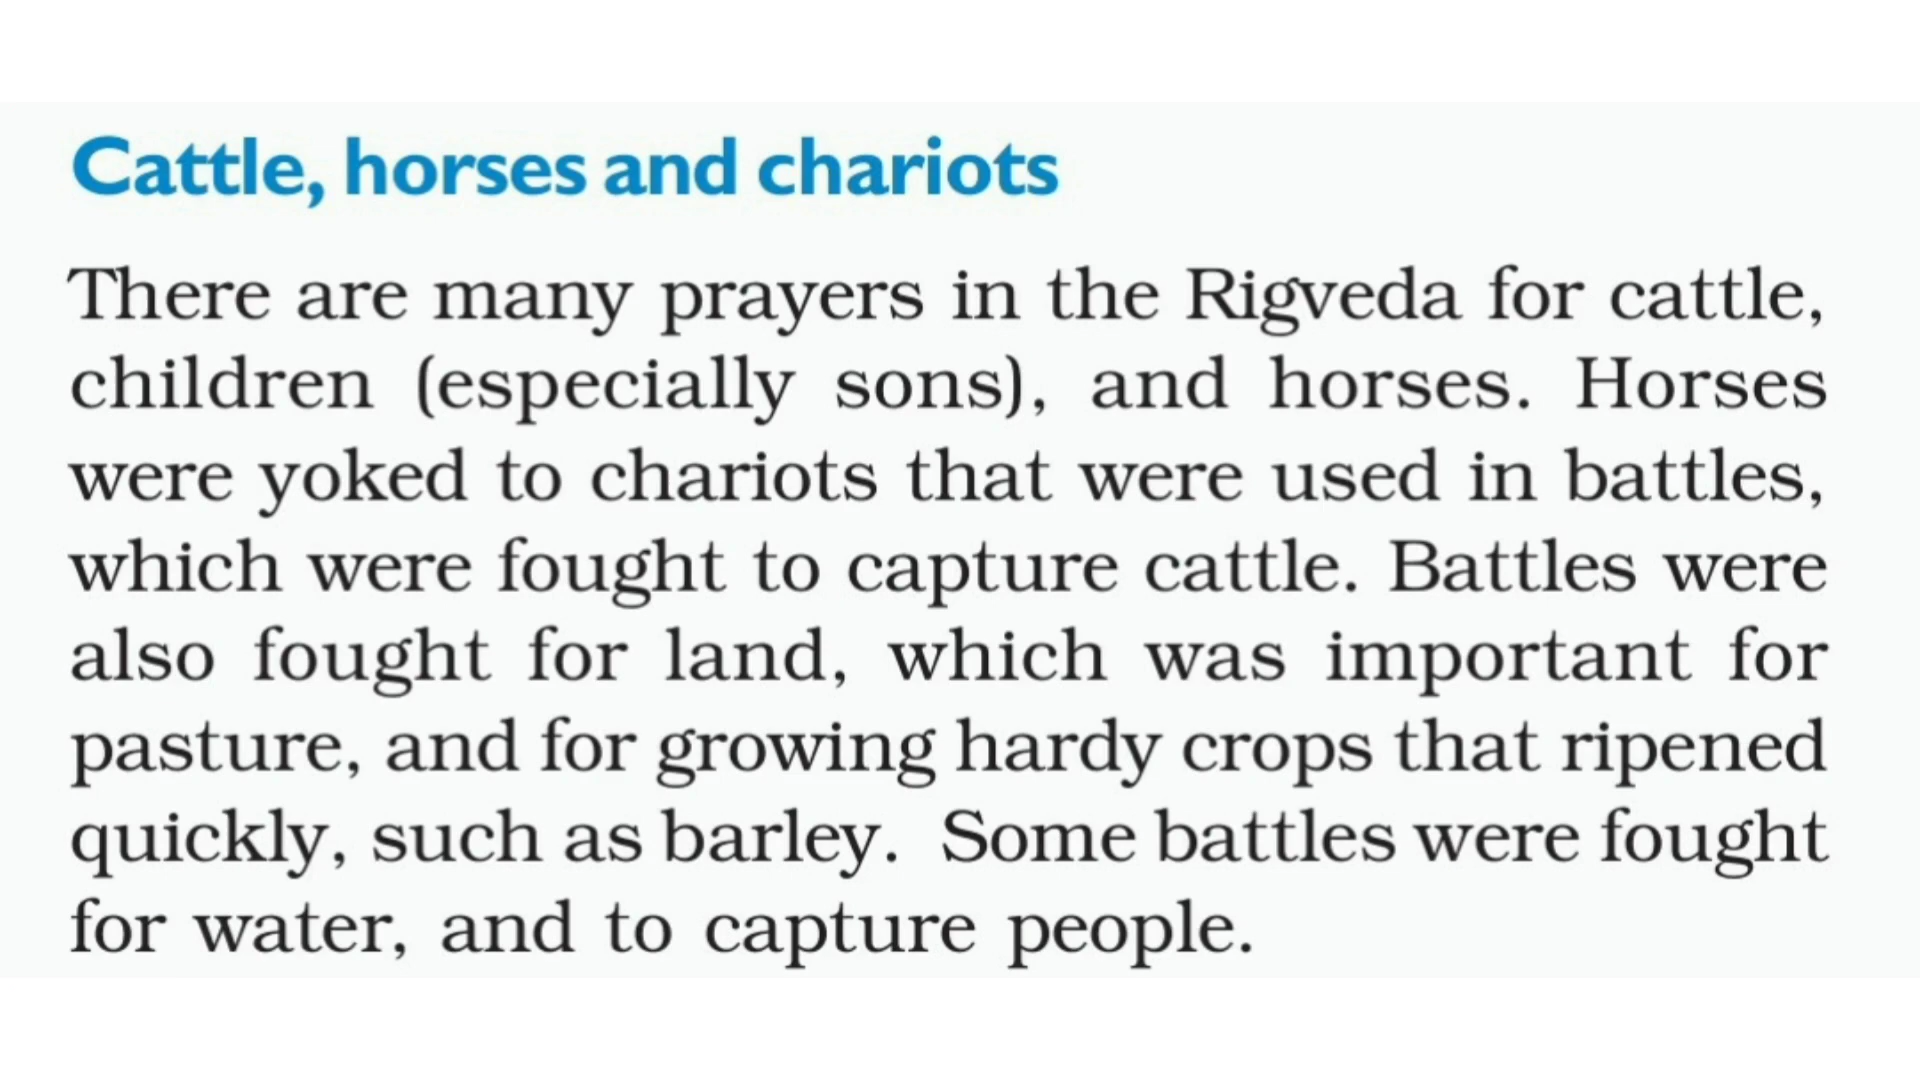 Cattle, horses and chariots
There are many prayers in the Rigveda for cattle,
children (especially sons), and horses. Horses
were yoked to chariots that were used in battles,
which were fought to capture cattle. Battles were
also fought for land, which was important for
pasture, and for growing hardy crops that ripened
quickly, such as barley. Some battles were fought
for water, and to capture people.